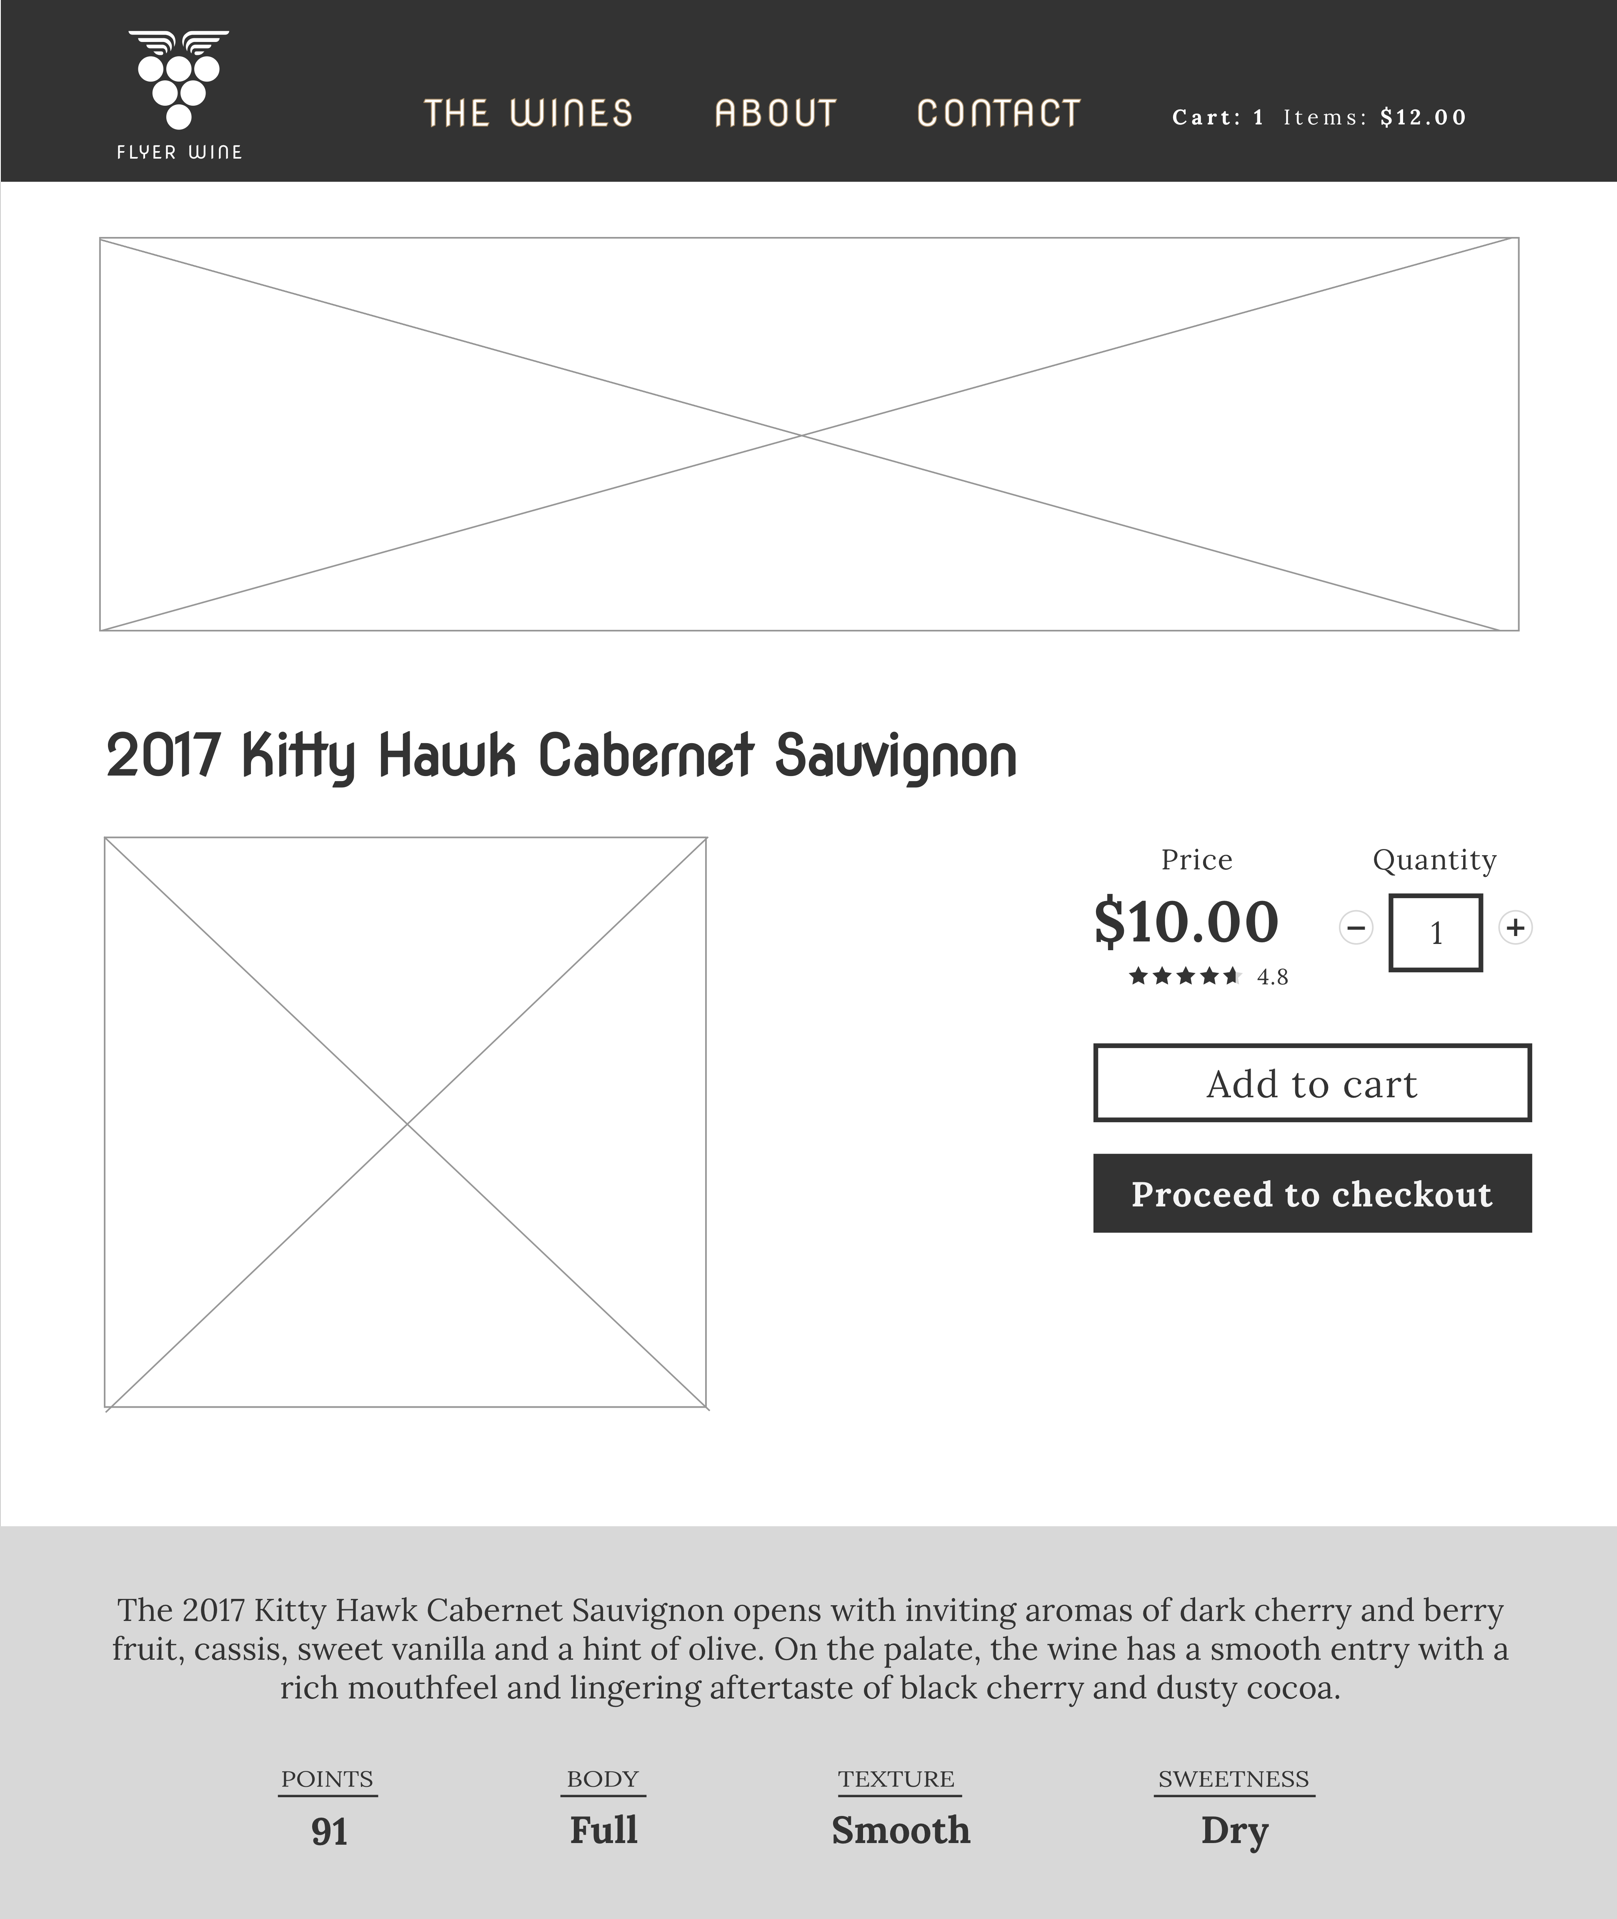 FLYER WINE
THE WINES ABOUT CONTACT Cart: 1 Items: $12.00
2017 Kitty Hawk Cabernet Sauvignon
Price Quantity
$10.00 1
4.8
Add to cart
Proceed to checkout
The 2017 Kitty Hawk Cabernet Sauvignon opens with inviting aromas of dark cherry and berry
fruit, cassis, sweet vanilla and a hint of olive. On the palate, the wine has a smooth entry with a
rich mouthfeel and lingering aftertaste of black cherry and dusty cocoa.
POINTS BODY TEXTURE SWEETNESS
91 Full Smooth Dry